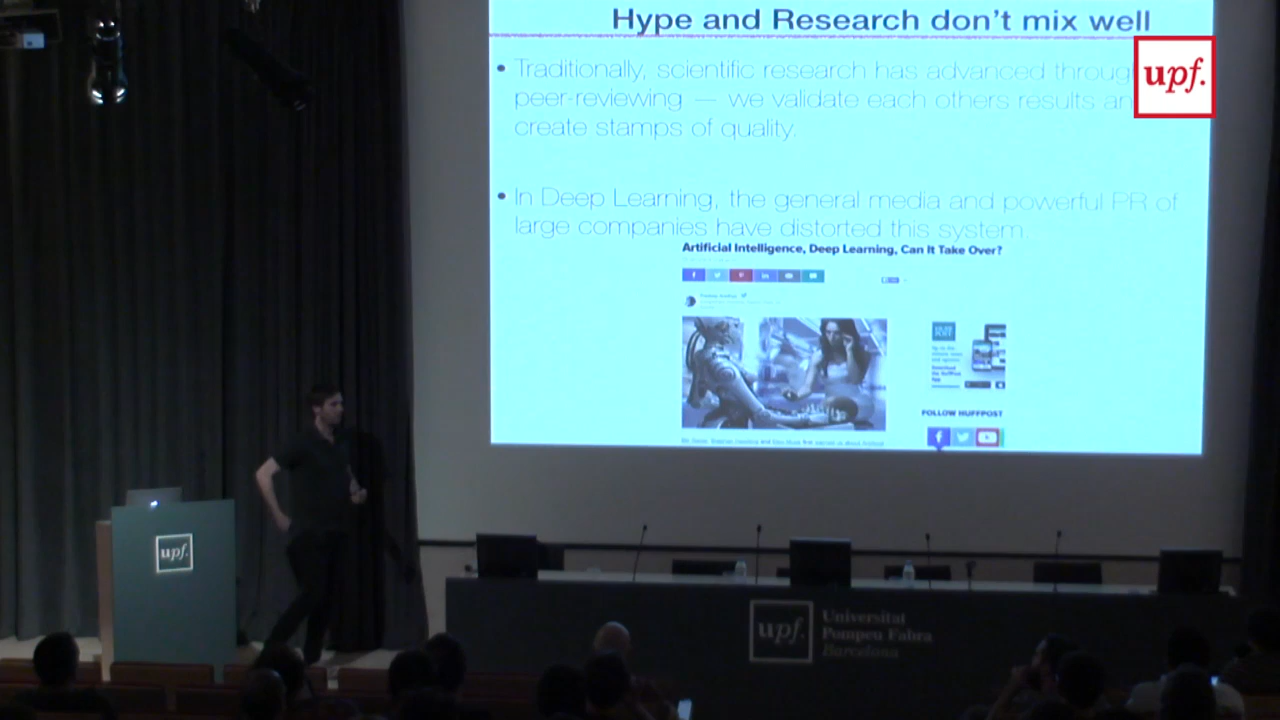 Hype and Research don't mix well
• Traditionally, scientific research has advanced throug
peer-reviewing — we validate each others results an
create stamps of quality.
upf.
• In Deep Learning, the general media and powerful PR of
large companies have distorted this system.
Artificial Intelligence, Deep Learning, Can It Take Over?
FOLLOW HUFFPOST
upf.
upf.
Universitat
Pompeu Fabra
Barcelona